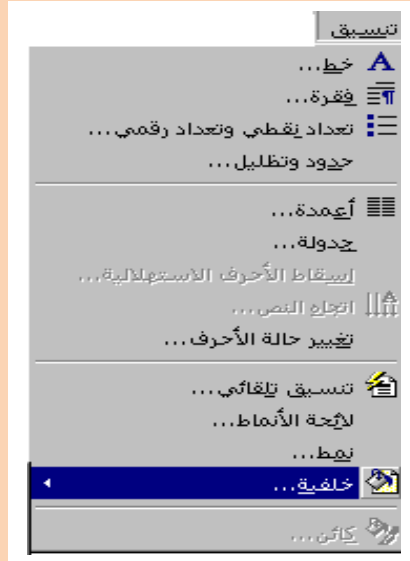 تنسيق
خط...
فقرة...
تعداد نقطي وتعداد رقمي...
حدود وتظليل...
أعمدة...
جدولة...
إسقاط الأحرف الاستهلالية...
اتجاه النص...
تغيير حالة الأحرف...
تنسيق تلقائي...
لائحة الأنماط...
نمط...
خلفية...
كائن...